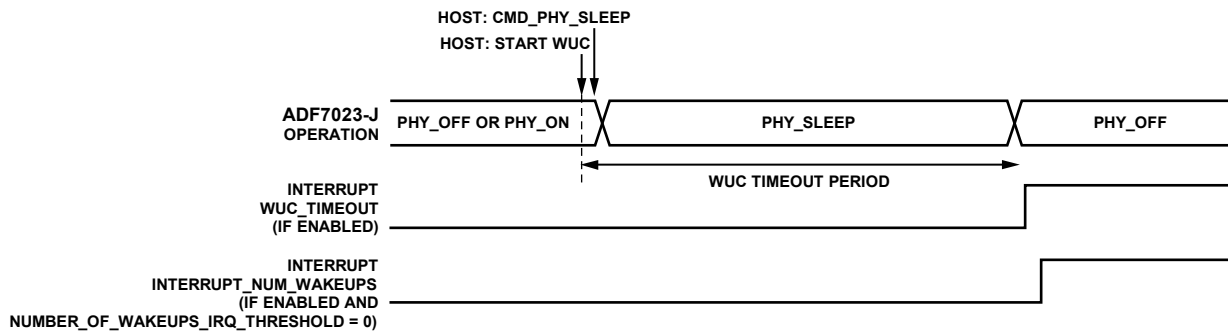 HOST: CMD_PHY_SLEEP
HOST: START WUC
ADF7023-J
OPERATION
PHY_OFF OR PHY_ON
PHY_SLEEP
PHY_OFF
WUC TIMEOUT PERIOD
INTERRUPT
WUC_TIMEOUT
(IF ENABLED)
INTERRUPT
INTERRUPT_NUM_WAKEUPS
(IF ENABLED AND
NUMBER_OF_WAKEUPS_IRQ_THRESHOLD = 0)